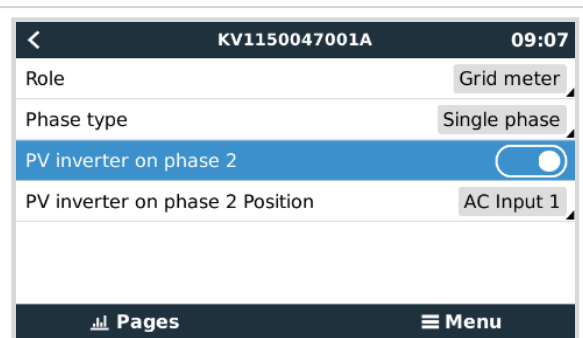 KV1150047001A 09:07
Role Grid meter
Phase type Single phase
PV inverter on phase 2
PV inverter on phase 2 Position AC Input 1
Pages Menu